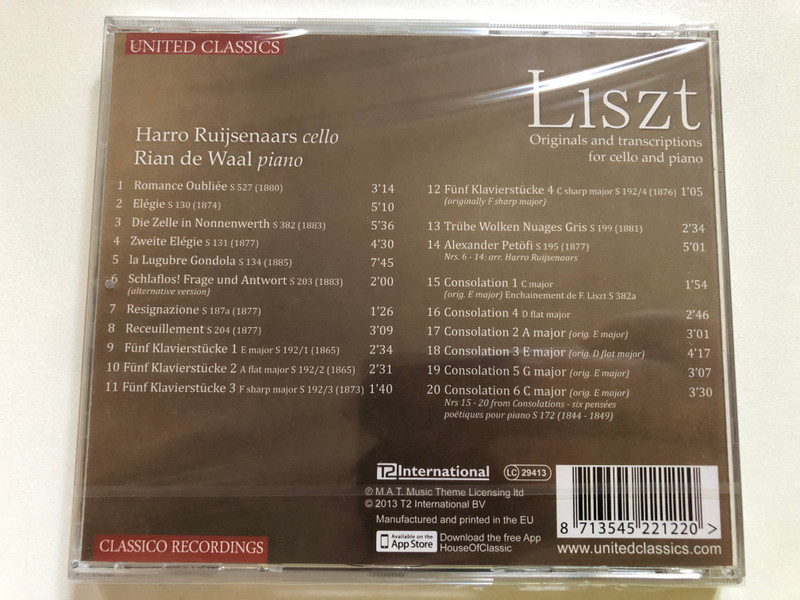 UNITED CLASSICS
Liszt
Originals and transcriptions
for cello and piano
Harro Ruijsenaars cello
Rian de Waal piano
1 Romance Oubliée S 527 (1880) 3'14
2 Elégie S 130 (1874) 5'10
3 Die Zelle in Nonnenwerth S 382 (1883) 5'36
4 Zweite Elégie S 131 (1877) 4'30
5 la Lugubre Gondola S 134 (1885) 7'45
6 Schlaflos! Frage und Antwort S 203 (1883) 2'00
(alternative version)
7 Resignazione S 187a (1877) 1'26
8 Receuillement S 204 (1877) 3'09
9 Fünf Klavierstücke 1 E major S 192/1 (1865) 2'34
10 Fünf Klavierstücke 2 A flat major S 192/2 (1865) 2'31
11 Fünf Klavierstücke 3 F sharp major S 192/3 (1873) 1'40
12 Fünf Klavierstücke 4 C sharp major S 192/4 (1876) 1'05
(originally F sharp major)
13 Trübe Wolken Nuages Gris S 199 (1881) 2'34
14 Alexander Petöfi S 195 (1877) 5'01
Nrs. 6 - 14: arr. Harro Ruijsenaars
15 Consolation 1 C major 1'54
(orig. E major) Enchainement de F. Liszt S 382a
16 Consolation 4 D flat major 2'46
17 Consolation 2 A major (orig. E major) 3'01
18 Consolation 3 E major (orig. D flat major) 4'17
19 Consolation 5 G major (orig. E major) 3'07
20 Consolation 6 C major (orig. E major) 3'30
Nrs 15 - 20 from Consolations - six pensées
poëtiques pour piano S 172 (1844 - 1849)
T2 International LC 29413
℗ M.A.T. Music Theme Licensing ltd
© 2013 T2 International BV
Manufactured and printed in the EU
Available on the
App Store
Download the free App
HouseOfClassic
8 713545 221220 >
www.unitedclassics.com
CLASSICO RECORDINGS